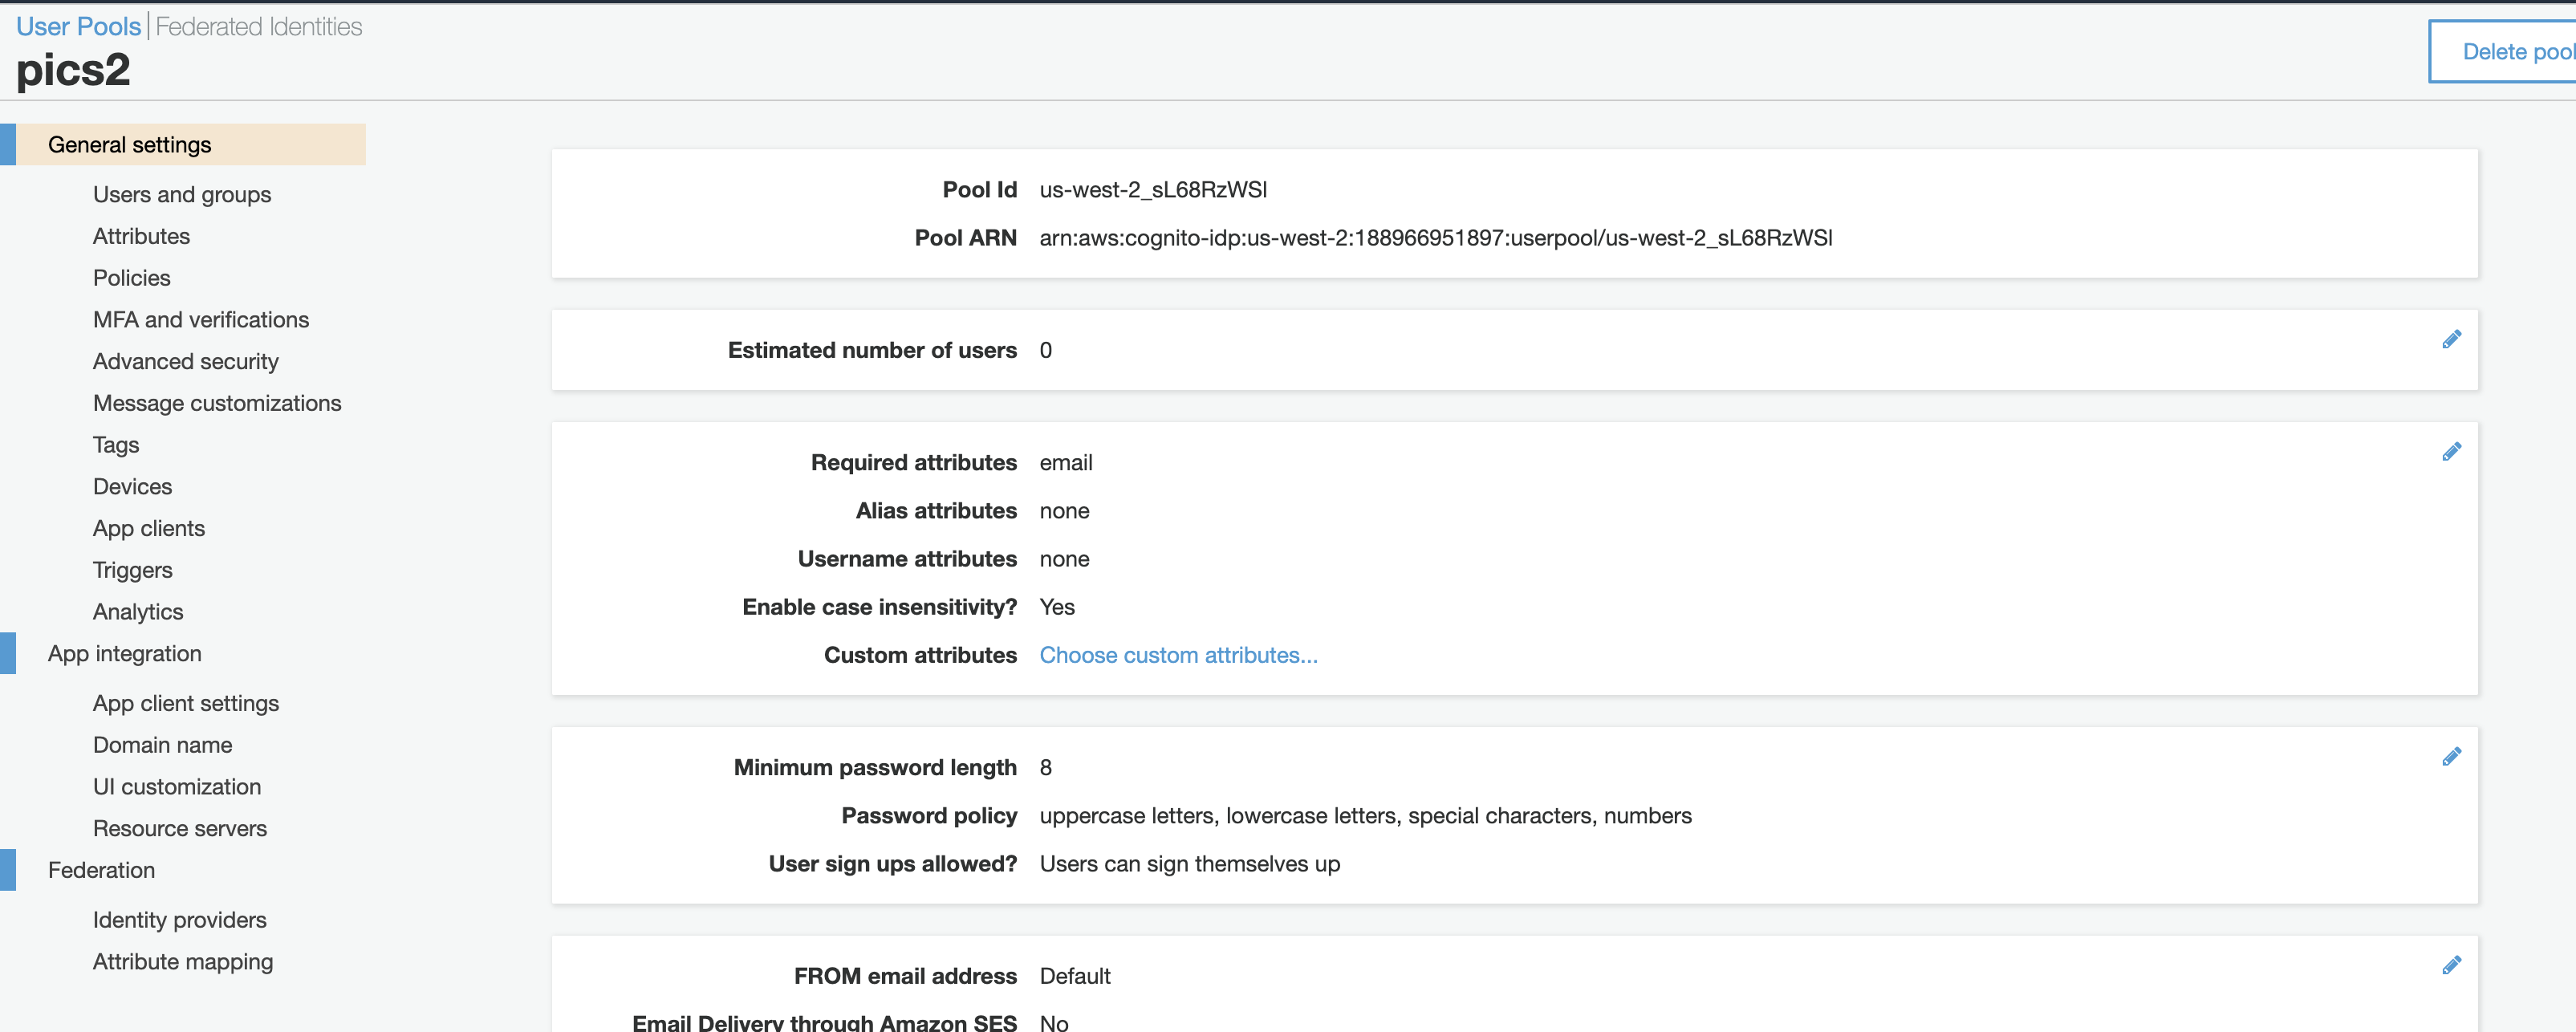 User Pools | Federated Identities
pics2
Delete pool
General settings
Users and groups
Attributes
Policies
MFA and verifications
Advanced security
Message customizations
Tags
Devices
App clients
Triggers
Analytics
App integration
App client settings
Domain name
UI customization
Resource servers
Federation
Identity providers
Attribute mapping
Pool Id us-west-2_sL68RzWSl
Pool ARN arn:aws:cognito-idp:us-west-2:188966951897:userpool/us-west-2_sL68RzWSl
Estimated number of users 0
Required attributes email
Alias attributes none
Username attributes none
Enable case insensitivity? Yes
Custom attributes Choose custom attributes...
Minimum password length 8
Password policy uppercase letters, lowercase letters, special characters, numbers
User sign ups allowed? Users can sign themselves up
FROM email address Default
Email Delivery through Amazon SES No